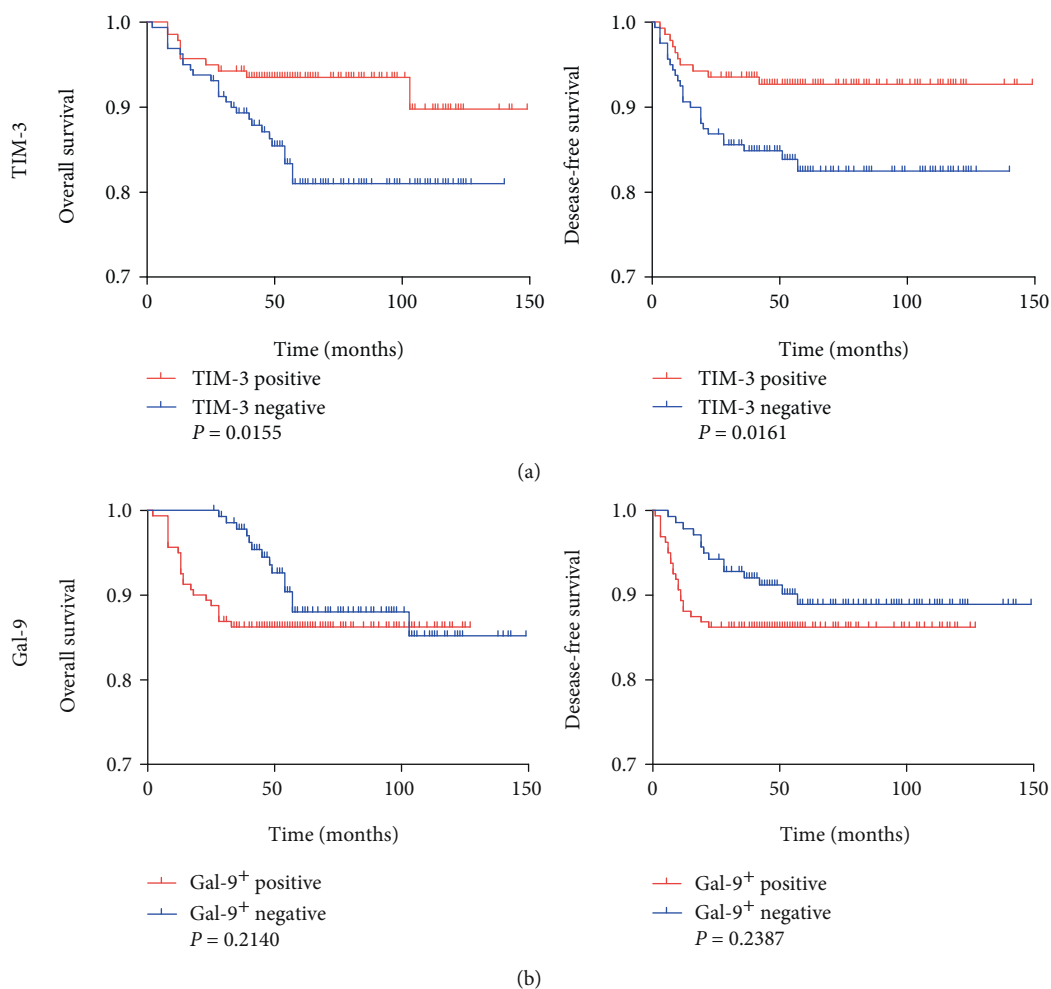 TIM-3
Overall survival
1.0
0.9
0.8
0.7
0
50
100
150
Time (months)
TIM-3 positive
TIM-3 negative
P = 0.0155
Desease-free survival
1.0
0.9
0.8
0.7
0
50
100
150
Time (months)
TIM-3 positive
TIM-3 negative
P = 0.0161
(a)
Gal-9
Overall survival
1.0
0.9
0.8
0.7
0
50
100
150
Time (months)
Gal-9⁺ positive
Gal-9⁺ negative
P = 0.2140
Desease-free survival
1.0
0.9
0.8
0.7
0
50
100
150
Time (months)
Gal-9⁺ positive
Gal-9⁺ negative
P = 0.2387
(b)